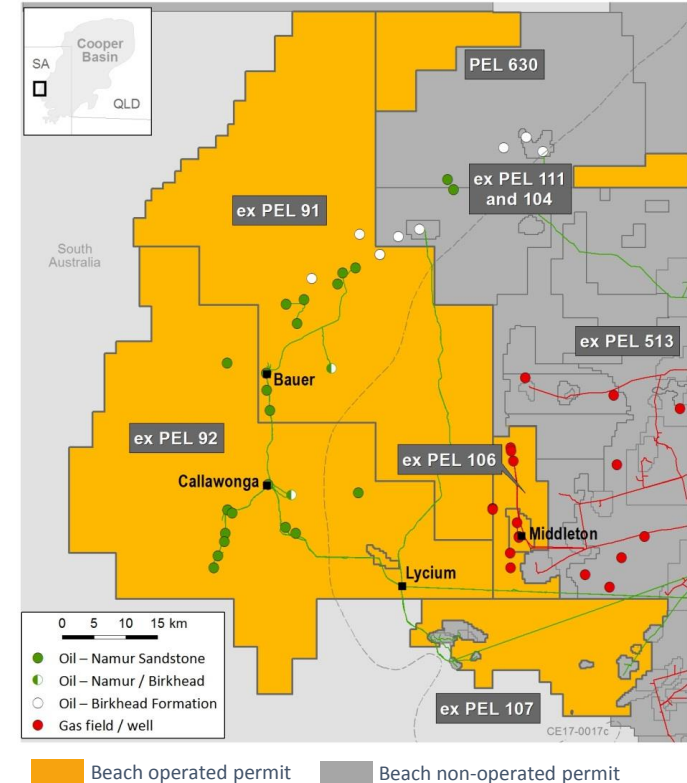 Cooper
Basin
SA
QLD
PEL 630
ex PEL 111
and 104
ex PEL 91
South
Australia
ex PEL 513
Bauer
ex PEL 92
ex PEL 106
Callawonga
Middleton
Lycium
0 5 10 15 km
Oil – Namur Sandstone
Oil – Namur / Birkhead
Oil – Birkhead Formation
Gas field / well
ex PEL 107
CE17-0017c
Beach operated permit
Beach non-operated permit